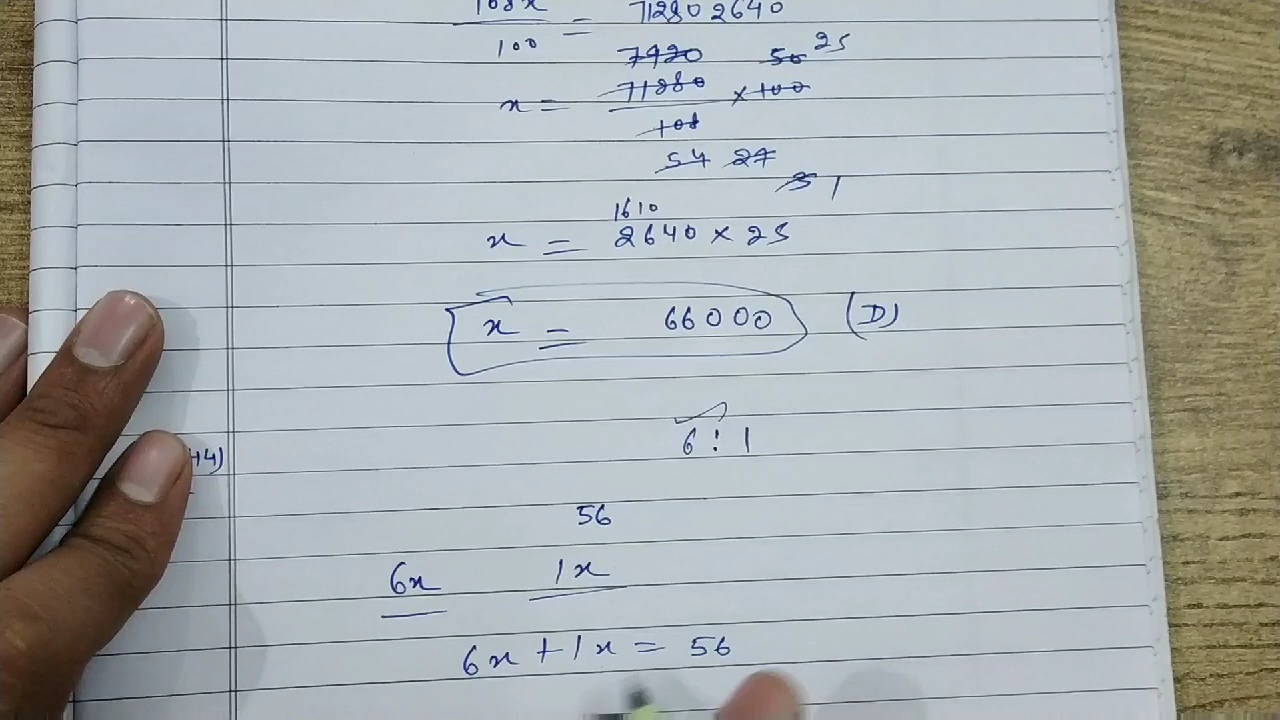 108x / 100 = 71280 2640
7920 50 25
x = 71280 / 108 × 100
54 27
3 1
1610
x = 2640 × 25
x = 66000 (D)
6 : 1
44)
56
6x 1x
6x + 1x = 56